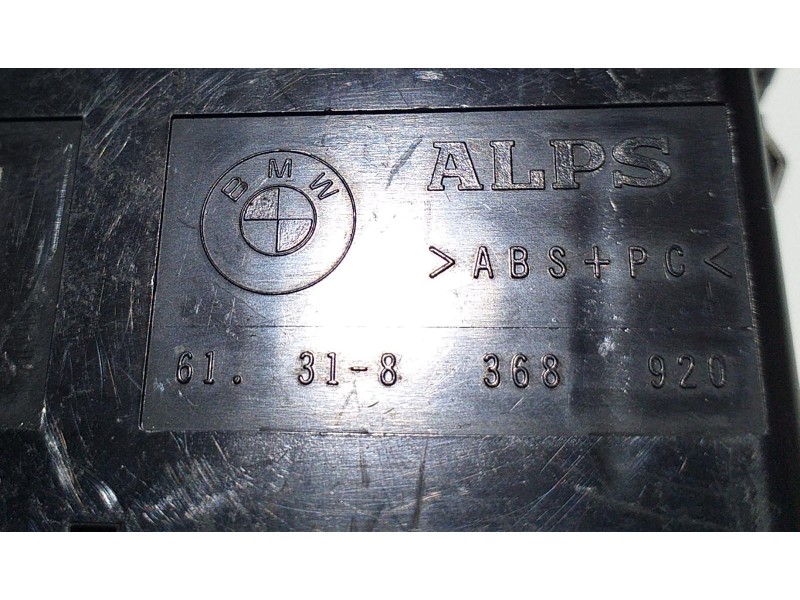 BMW
ALPS
>ABS+PC<
61. 31-8 368 920